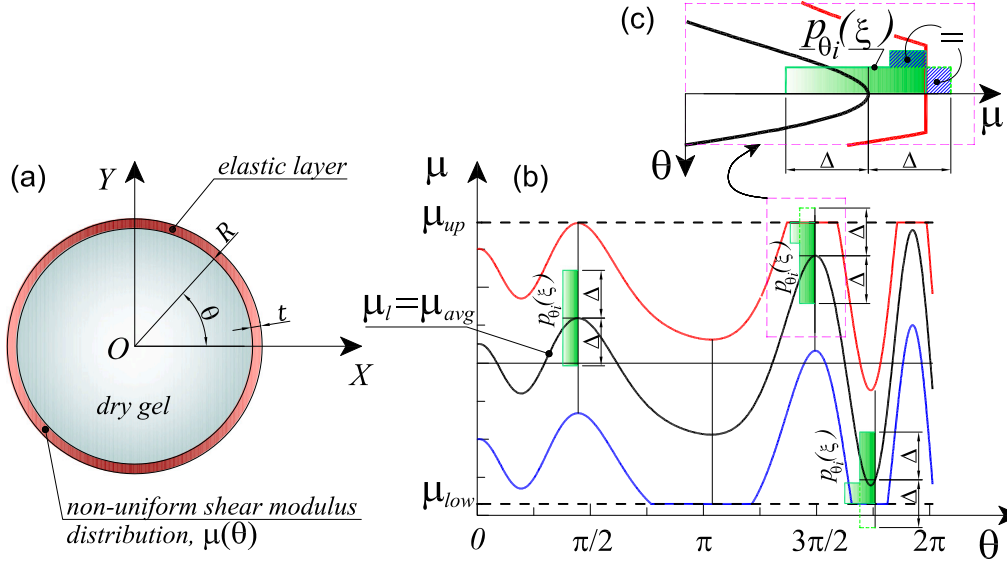 (a)
Y
elastic layer
R
θ
t
O
X
dry gel
non-uniform shear modulus
distribution, μ(θ)
(b)
μ
μup
μl=μavg
μlow
pθi(ξ)
Δ
Δ
pθi(ξ)
Δ
Δ
pθi(ξ)
Δ
Δ
0
π/2
π
3π/2
2π
θ
(c)
pθi(ξ)
=
μ
θ
Δ
Δ